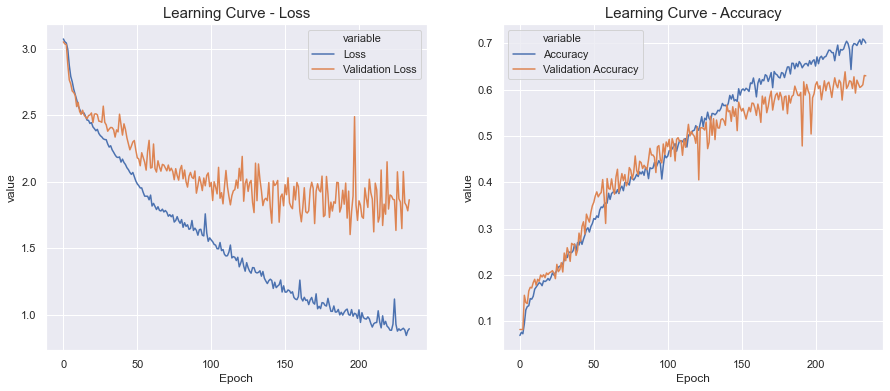 Learning Curve - Loss
variable
Loss
Validation Loss
3.0
2.5
2.0
1.5
1.0
value
0
50
100
150
200
Epoch
Learning Curve - Accuracy
variable
Accuracy
Validation Accuracy
0.7
0.6
0.5
0.4
0.3
0.2
0.1
value
0
50
100
150
200
Epoch